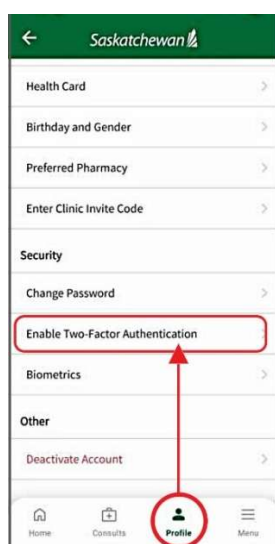 Saskatchewan
Health Card
Birthday and Gender
Preferred Pharmacy
Enter Clinic Invite Code
Security
Change Password
Enable Two-Factor Authentication
Biometrics
Other
Deactivate Account
Home Consults Profile Menu